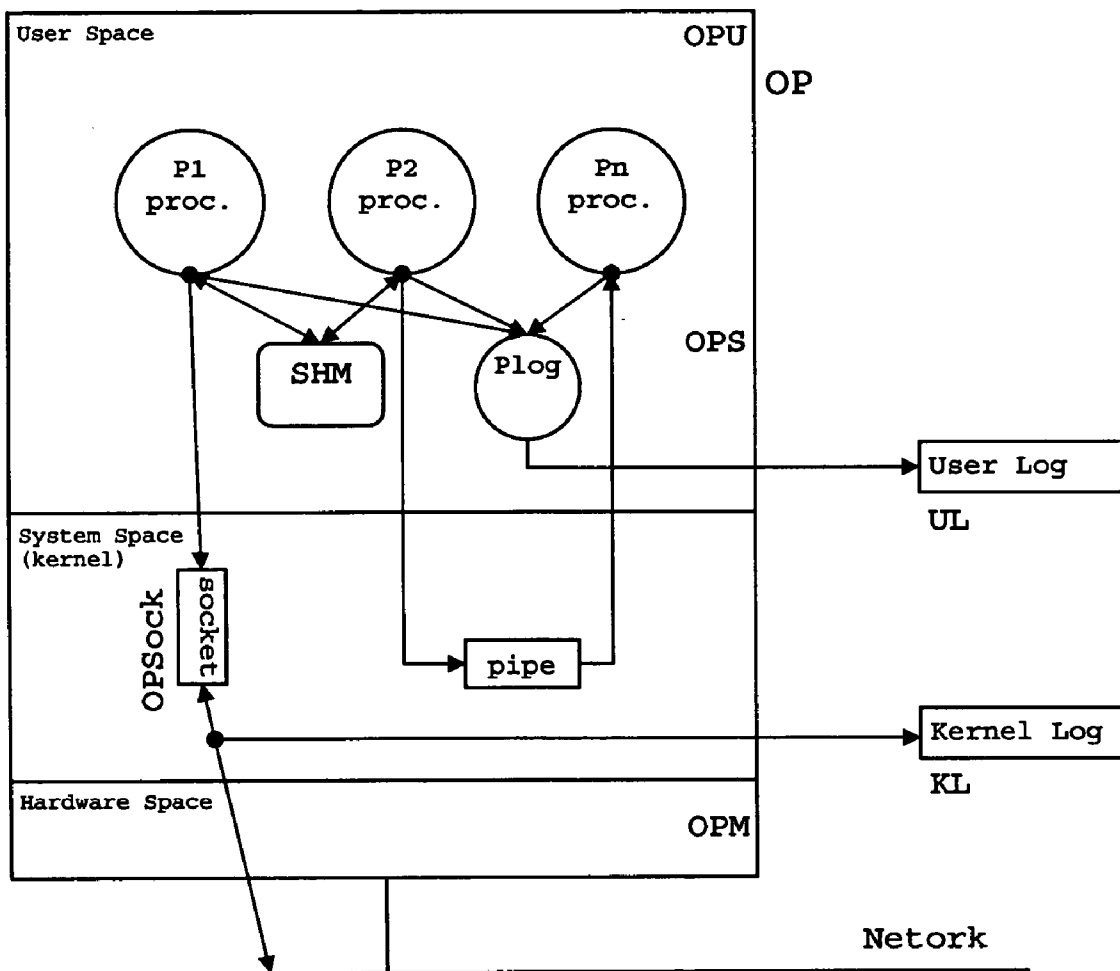 User Space
OPU
OP
P1
proc.
P2
proc.
Pn
proc.
OPS
SHM
Plog
User Log
UL
System Space
(kernel)
OPSock
socket
pipe
Kernel Log
KL
Hardware Space
OPM
Netork